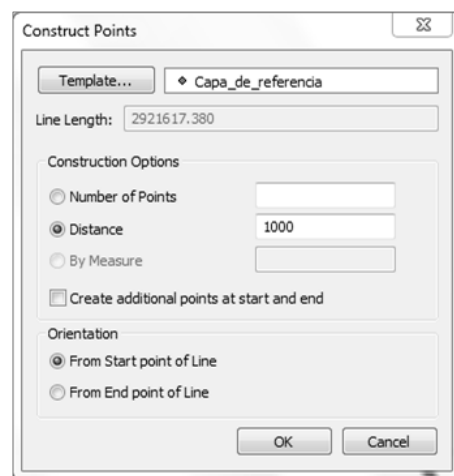 Construct Points
Template... Capa_de_referencia
Line Length: 2921617.380
Construction Options
Number of Points
Distance 1000
By Measure
Create additional points at start and end
Orientation
From Start point of Line
From End point of Line
OK Cancel